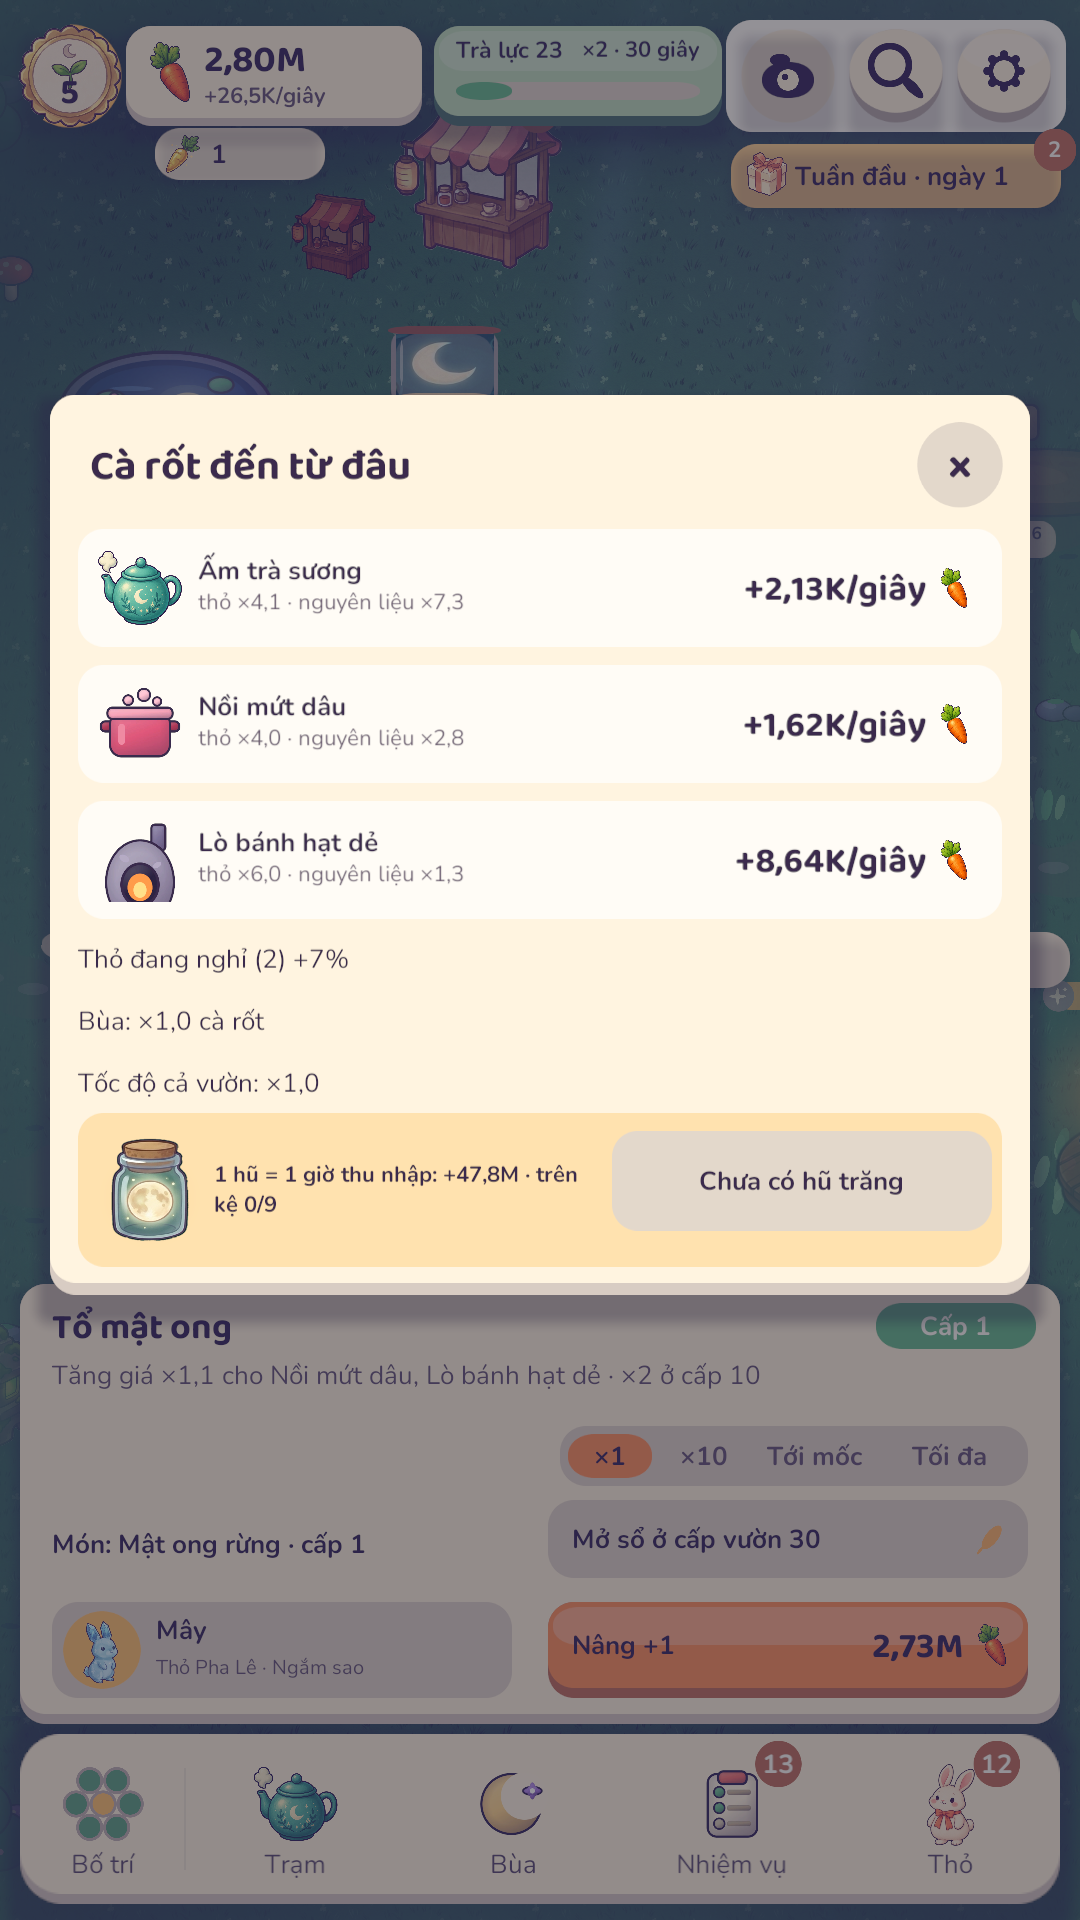 5
2,80M
+26,5K/giây
Trà lực 23 ×2 · 30 giây
1
2
Tuần đầu · ngày 1
Cà rốt đến từ đâu
×
6
Ấm trà sương
thỏ ×4,1 · nguyên liệu ×7,3
+2,13K/giây
Nồi mứt dâu
thỏ ×4,0 · nguyên liệu ×2,8
+1,62K/giây
Lò bánh hạt dẻ
thỏ ×6,0 · nguyên liệu ×1,3
+8,64K/giây
Thỏ đang nghỉ (2) +7%
Bùa: ×1,0 cà rốt
Tốc độ cả vườn: ×1,0
1 hũ = 1 giờ thu nhập: +47,8M · trên
kệ 0/9
Chưa có hũ trăng
Tổ mật ong
Cấp 1
Tăng giá ×1,1 cho Nồi mứt dâu, Lò bánh hạt dẻ · ×2 ở cấp 10
×1 ×10 Tới mốc Tối đa
Món: Mật ong rừng · cấp 1
Mở sổ ở cấp vườn 30
Mây
Thỏ Pha Lê · Ngắm sao
Nâng +1
2,73M
13
12
Bố trí
Trạm
Bùa
Nhiệm vụ
Thỏ